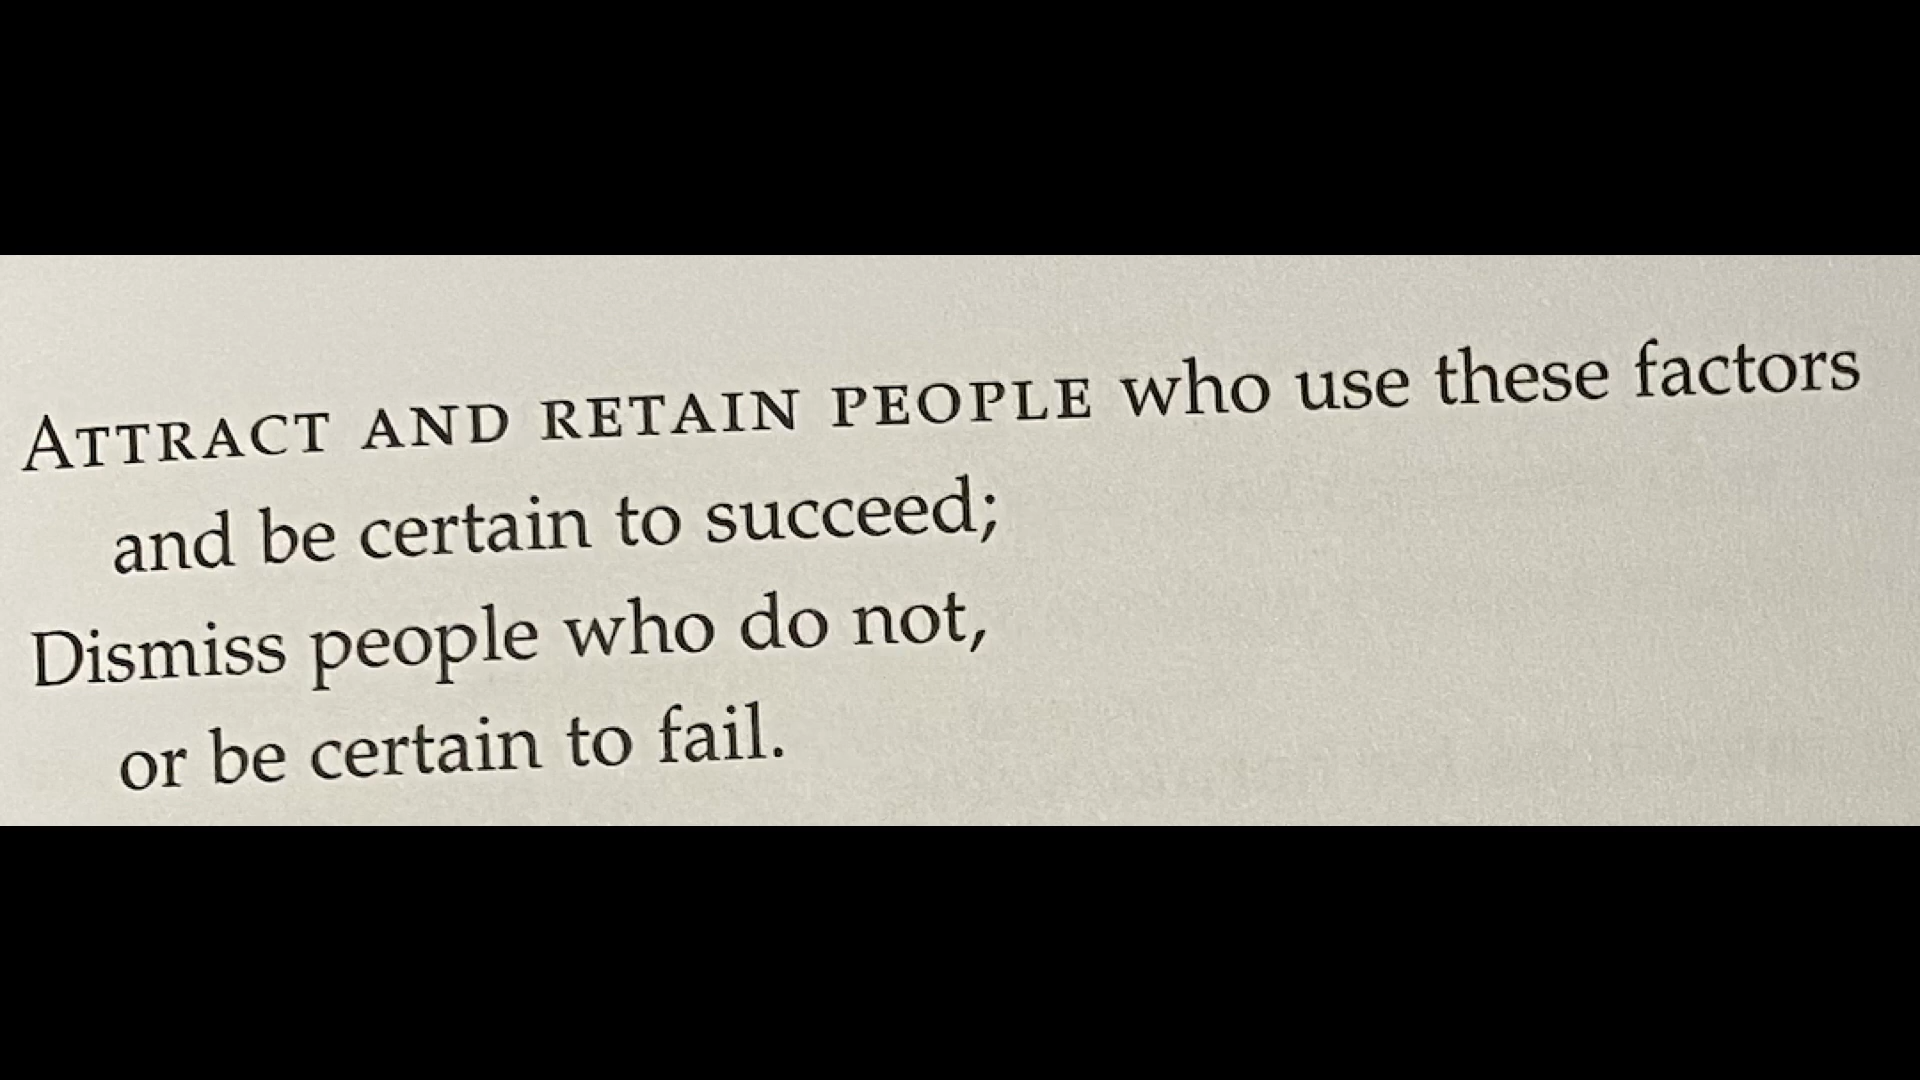 ATTRACT AND RETAIN PEOPLE who use these factors
and be certain to succeed;
Dismiss people who do not,
or be certain to fail.